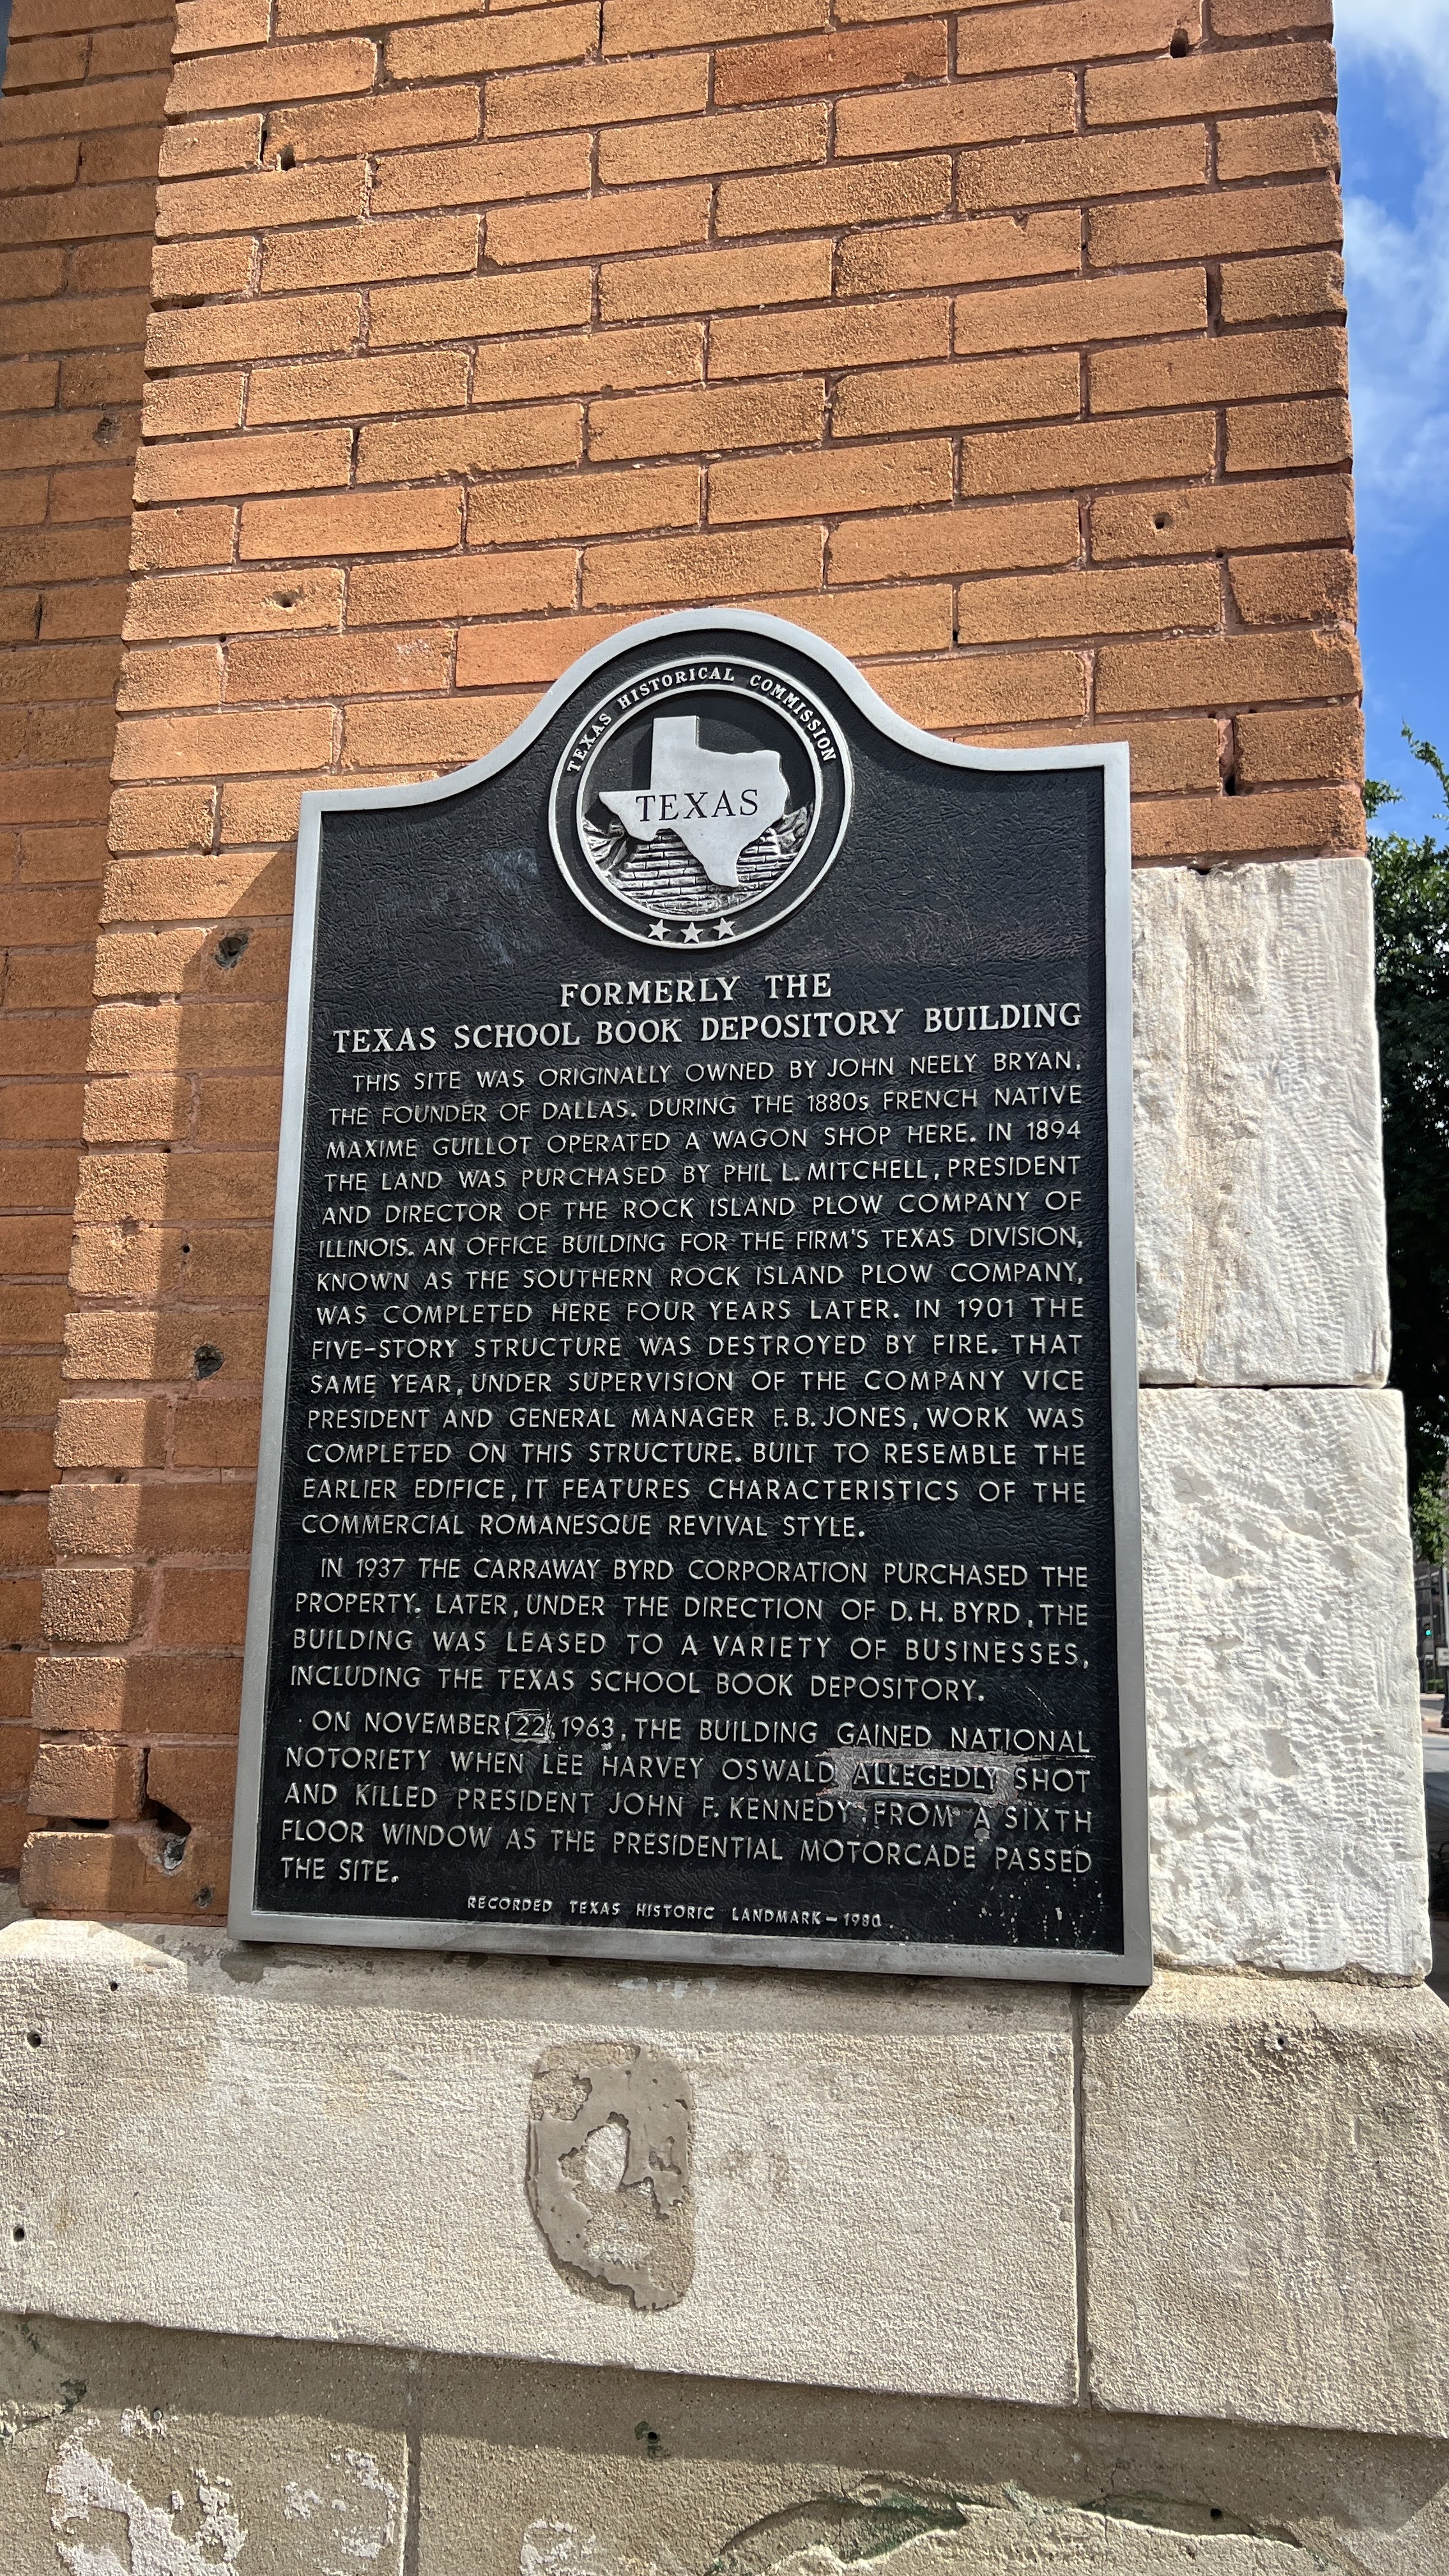 TEXAS HISTORICAL COMMISSION
TEXAS
FORMERLY THE
TEXAS SCHOOL BOOK DEPOSITORY BUILDING
THIS SITE WAS ORIGINALLY OWNED BY JOHN NEELY BRYAN,
THE FOUNDER OF DALLAS. DURING THE 1880s FRENCH NATIVE
MAXIME GUILLOT OPERATED A WAGON SHOP HERE. IN 1894
THE LAND WAS PURCHASED BY PHIL L. MITCHELL, PRESIDENT
AND DIRECTOR OF THE ROCK ISLAND PLOW COMPANY OF
ILLINOIS. AN OFFICE BUILDING FOR THE FIRM'S TEXAS DIVISION,
KNOWN AS THE SOUTHERN ROCK ISLAND PLOW COMPANY,
WAS COMPLETED HERE FOUR YEARS LATER. IN 1901 THE
FIVE-STORY STRUCTURE WAS DESTROYED BY FIRE. THAT
SAME YEAR, UNDER SUPERVISION OF THE COMPANY VICE
PRESIDENT AND GENERAL MANAGER F. B. JONES, WORK WAS
COMPLETED ON THIS STRUCTURE. BUILT TO RESEMBLE THE
EARLIER EDIFICE, IT FEATURES CHARACTERISTICS OF THE
COMMERCIAL ROMANESQUE REVIVAL STYLE.
IN 1937 THE CARRAWAY BYRD CORPORATION PURCHASED THE
PROPERTY. LATER, UNDER THE DIRECTION OF D. H. BYRD, THE
BUILDING WAS LEASED TO A VARIETY OF BUSINESSES,
INCLUDING THE TEXAS SCHOOL BOOK DEPOSITORY.
ON NOVEMBER 22, 1963, THE BUILDING GAINED NATIONAL
NOTORIETY WHEN LEE HARVEY OSWALD ALLEGEDLY SHOT
AND KILLED PRESIDENT JOHN F. KENNEDY FROM A SIXTH
FLOOR WINDOW AS THE PRESIDENTIAL MOTORCADE PASSED
THE SITE.
RECORDED TEXAS HISTORIC LANDMARK – 1980